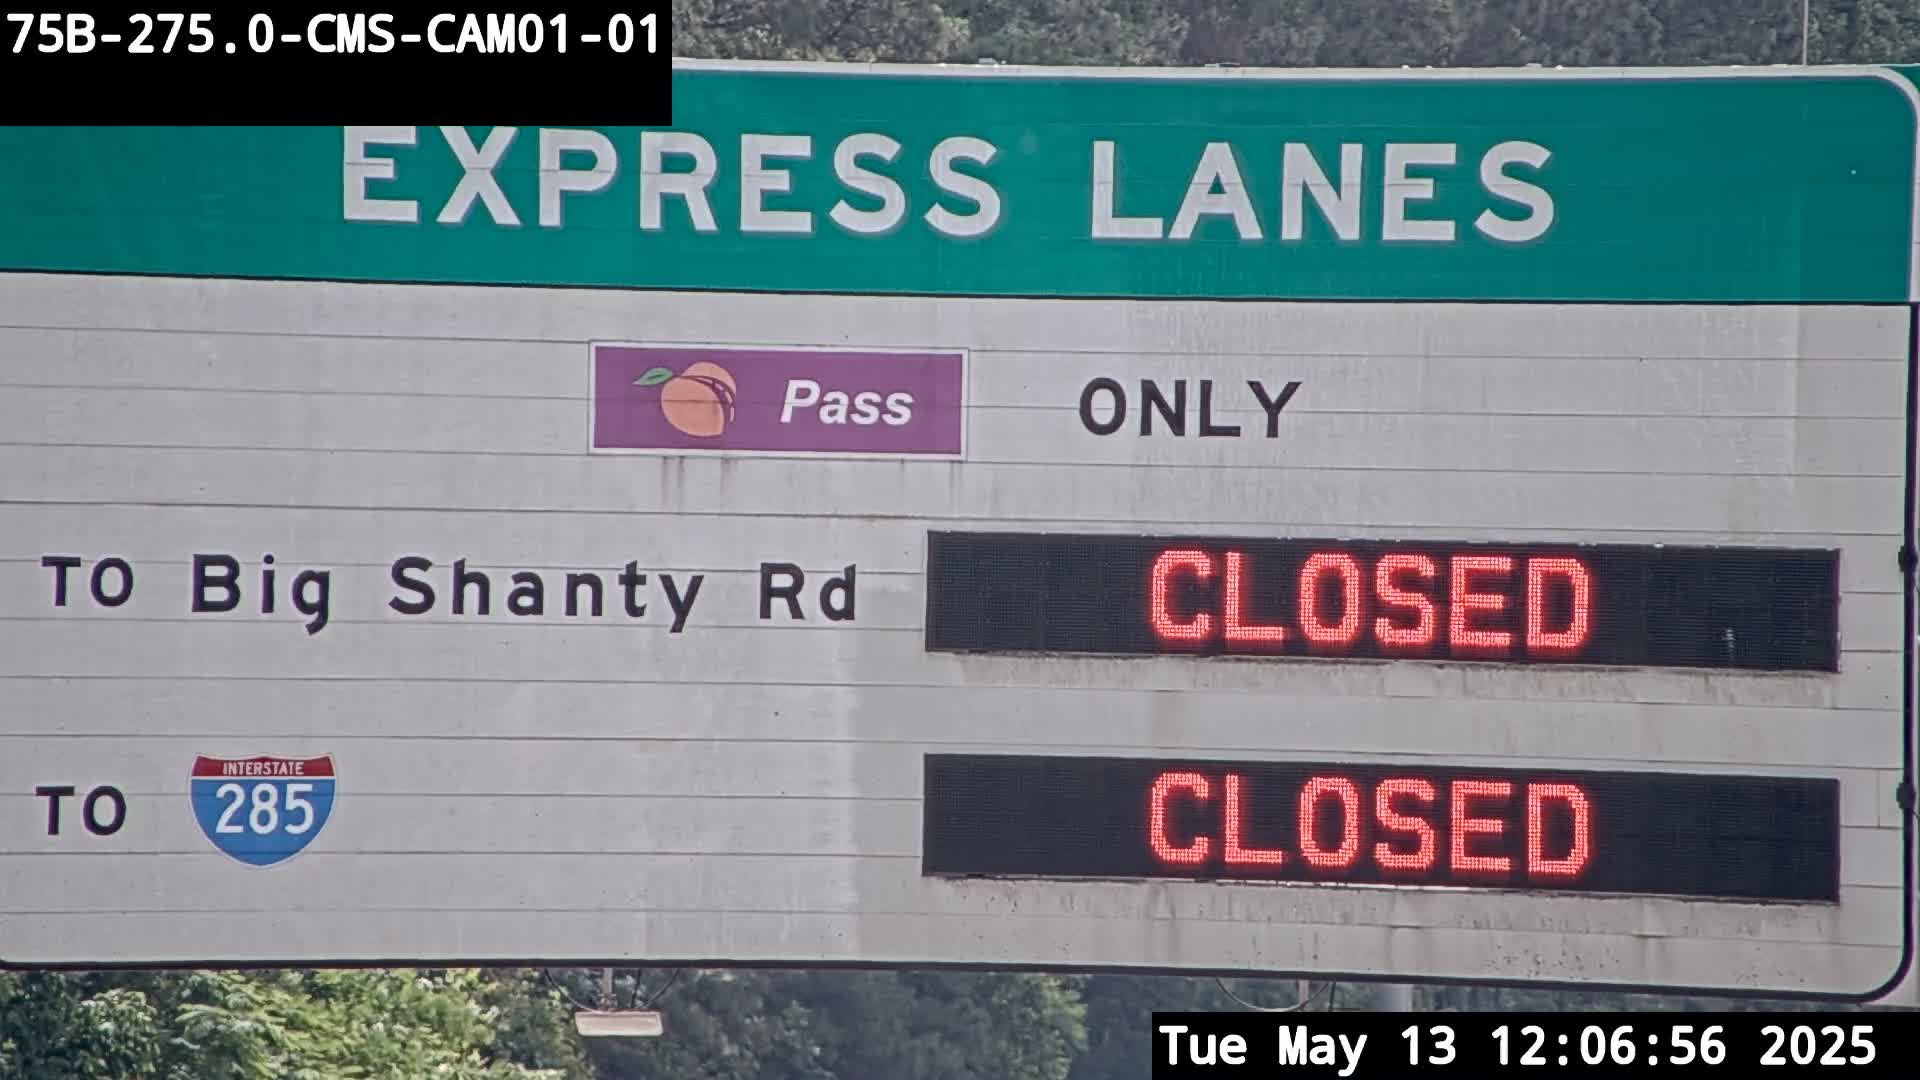 75B-275.0-CMS-CAM01-01
EXPRESS LANES
Pass ONLY
TO Big Shanty Rd CLOSED
TO INTERSTATE 285 CLOSED
Tue May 13 12:06:56 2025